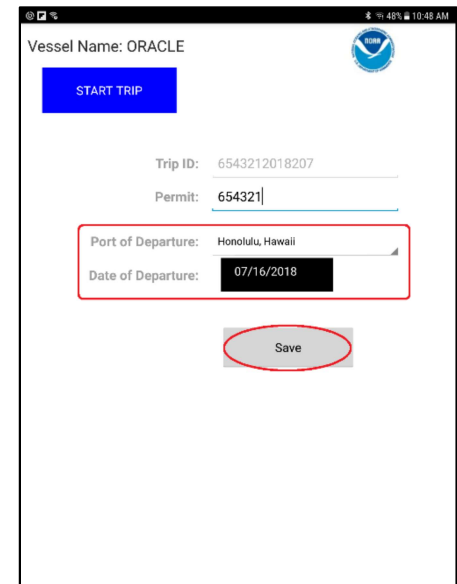 48% 10:48 AM
Vessel Name: ORACLE
NOAA
START TRIP
Trip ID: 6543212018207
Permit: 654321
Port of Departure: Honolulu, Hawaii
Date of Departure: 07/16/2018
Save